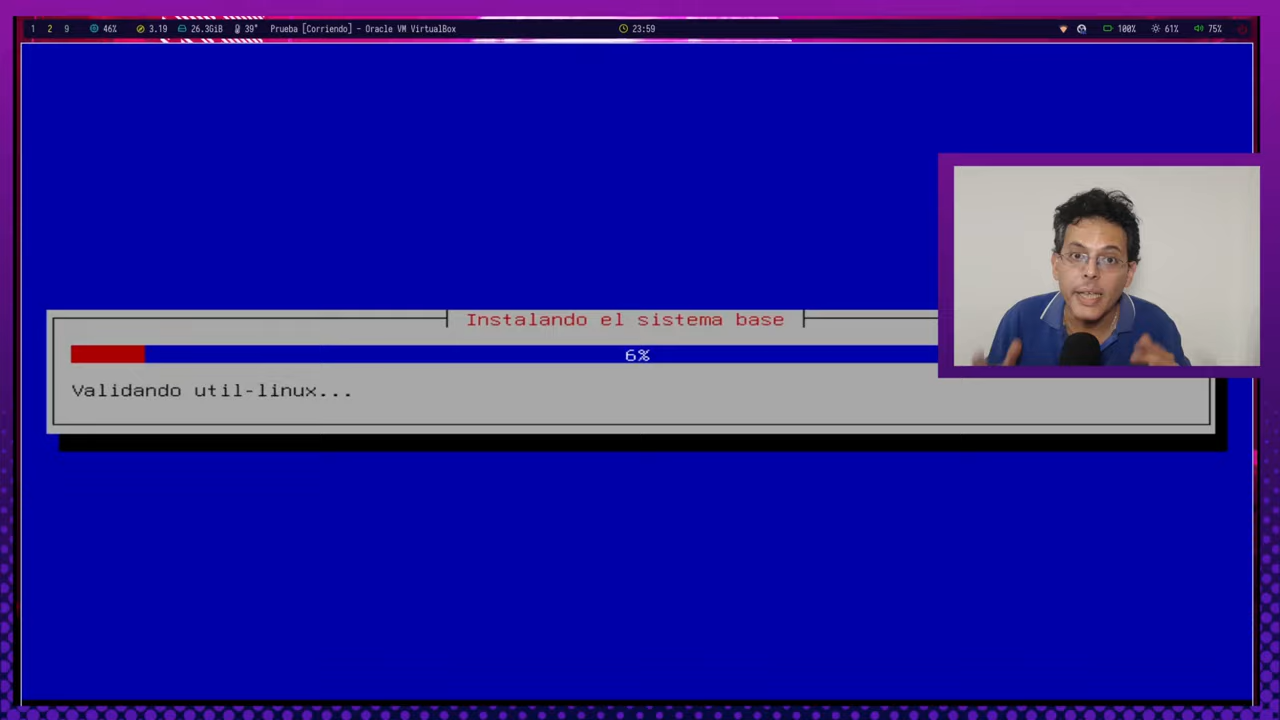 1 2 9 46% 3.19 26.3GiB 39° Prueba [Corriendo] - Oracle VM VirtualBox 23:59 100% 61% 75%
Instalando el sistema base
6%
Validando util-linux...